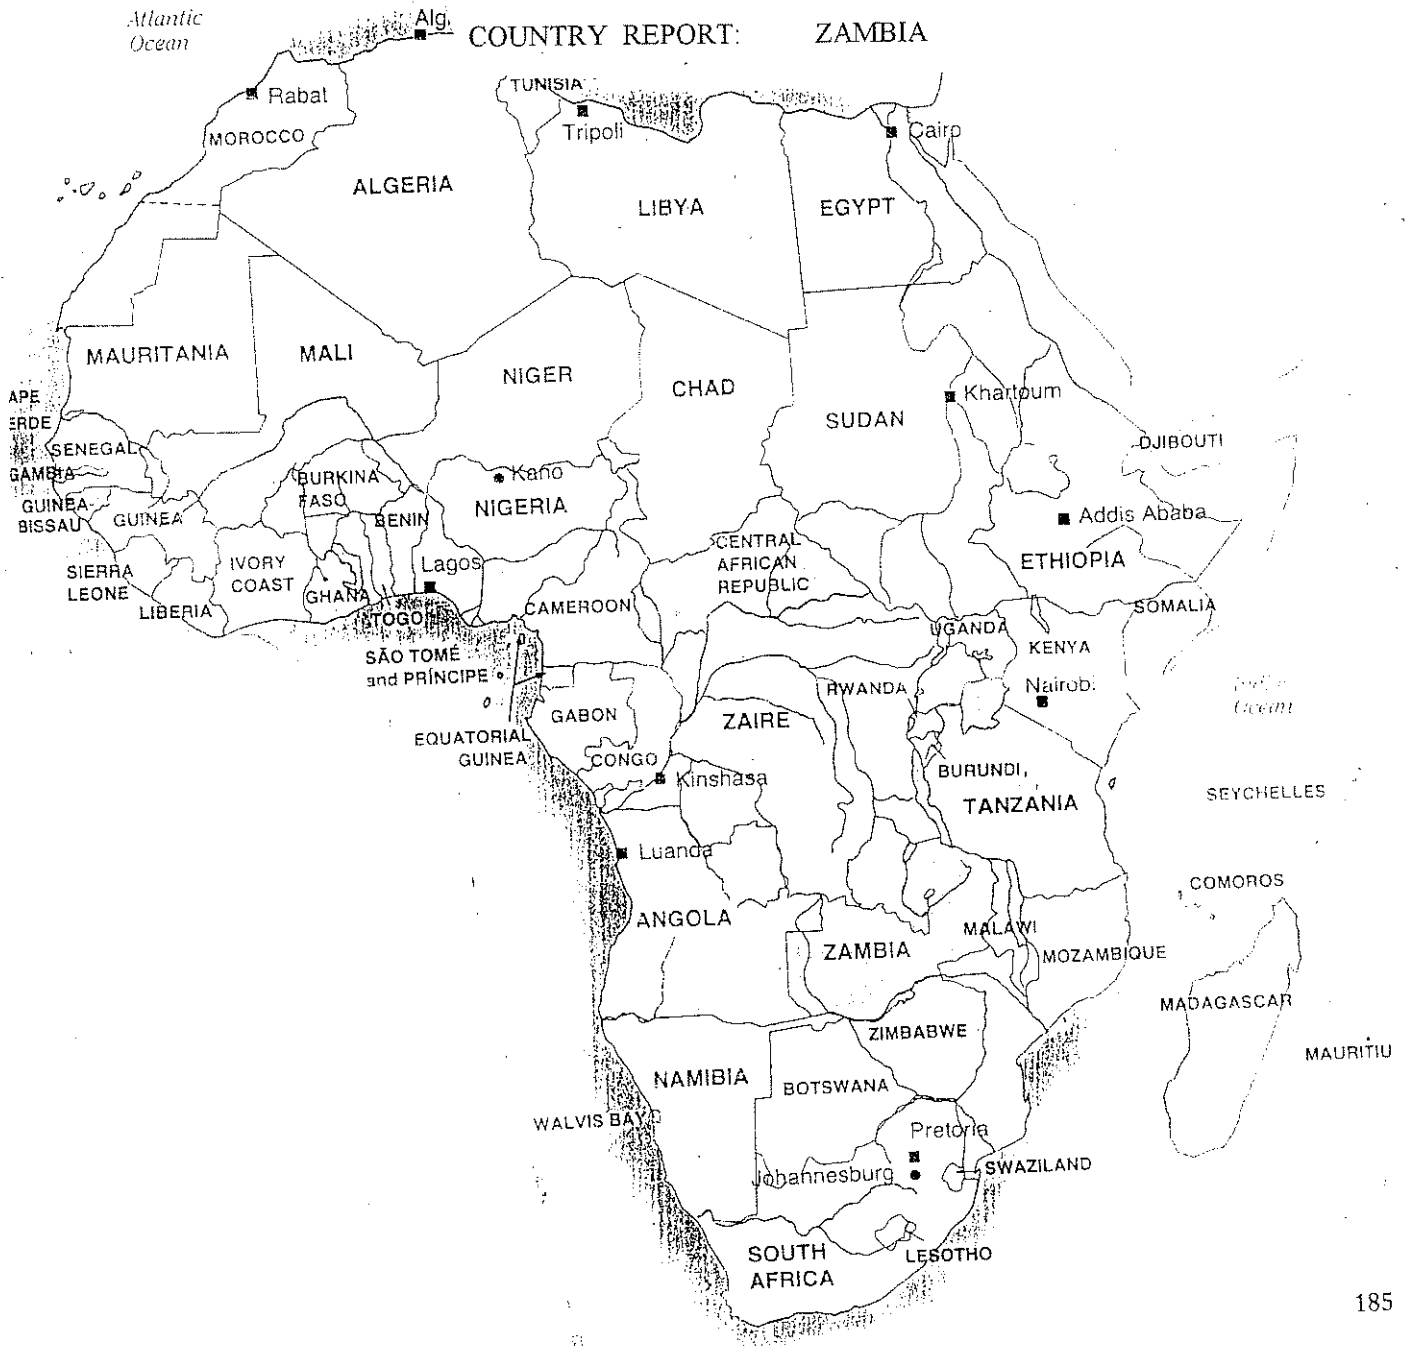 Atlantic
Ocean
Alg.
COUNTRY REPORT: ZAMBIA
TUNISIA
Rabat
Tripoli
Cairo
MOROCCO
ALGERIA
LIBYA
EGYPT
MAURITANIA
MALI
NIGER
CHAD
Khartoum
SUDAN
APE
ERDE
SENEGAL
DJIBOUTI
GAMBIA
BURKINA
FASO
Kano
NIGERIA
GUINEA-
BISSAU
GUINEA
BENIN
Addis Ababa
CENTRAL
AFRICAN
REPUBLIC
ETHIOPIA
SIERRA
LEONE
IVORY
COAST
Lagos
GHANA
LIBERIA
TOGO
CAMEROON
SOMALIA
UGANDA
KENYA
SÃO TOMÉ
and PRÍNCIPE
RWANDA
Nairobi
Indian
Ocean
GABON
ZAIRE
EQUATORIAL
GUINEA
CONGO
Kinshasa
BURUNDI
TANZANIA
SEYCHELLES
Luanda
COMOROS
ANGOLA
ZAMBIA
MALAWI
MOZAMBIQUE
MADAGASCAR
ZIMBABWE
MAURITIU
NAMIBIA
BOTSWANA
WALVIS BAY
Pretoria
Johannesburg
SWAZILAND
SOUTH
AFRICA
LESOTHO
185